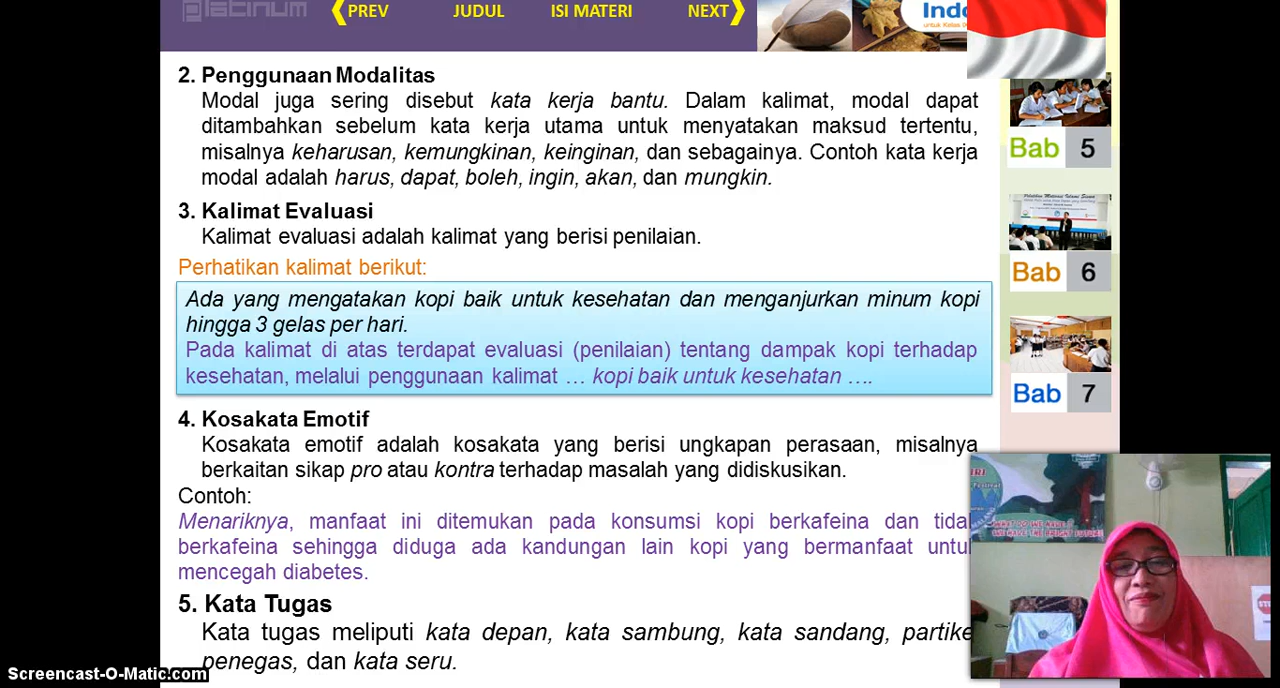 platinum
PREV JUDUL ISI MATERI NEXT
Indo
untuk Kelas
2. Penggunaan Modalitas
Modal juga sering disebut kata kerja bantu. Dalam kalimat, modal dapat
ditambahkan sebelum kata kerja utama untuk menyatakan maksud tertentu,
misalnya keharusan, kemungkinan, keinginan, dan sebagainya. Contoh kata kerja
modal adalah harus, dapat, boleh, ingin, akan, dan mungkin.
3. Kalimat Evaluasi
Kalimat evaluasi adalah kalimat yang berisi penilaian.
Perhatikan kalimat berikut:
Ada yang mengatakan kopi baik untuk kesehatan dan menganjurkan minum kopi
hingga 3 gelas per hari.
Pada kalimat di atas terdapat evaluasi (penilaian) tentang dampak kopi terhadap
kesehatan, melalui penggunaan kalimat … kopi baik untuk kesehatan ….
4. Kosakata Emotif
Kosakata emotif adalah kosakata yang berisi ungkapan perasaan, misalnya
berkaitan sikap pro atau kontra terhadap masalah yang didiskusikan.
Contoh:
Menariknya, manfaat ini ditemukan pada konsumsi kopi berkafeina dan tida
berkafeina sehingga diduga ada kandungan lain kopi yang bermanfaat untu
mencegah diabetes.
5. Kata Tugas
Kata tugas meliputi kata depan, kata sambung, kata sandang, partike
penegas, dan kata seru.
Bab 5
Bab 6
Bab 7
Screencast-O-Matic.com